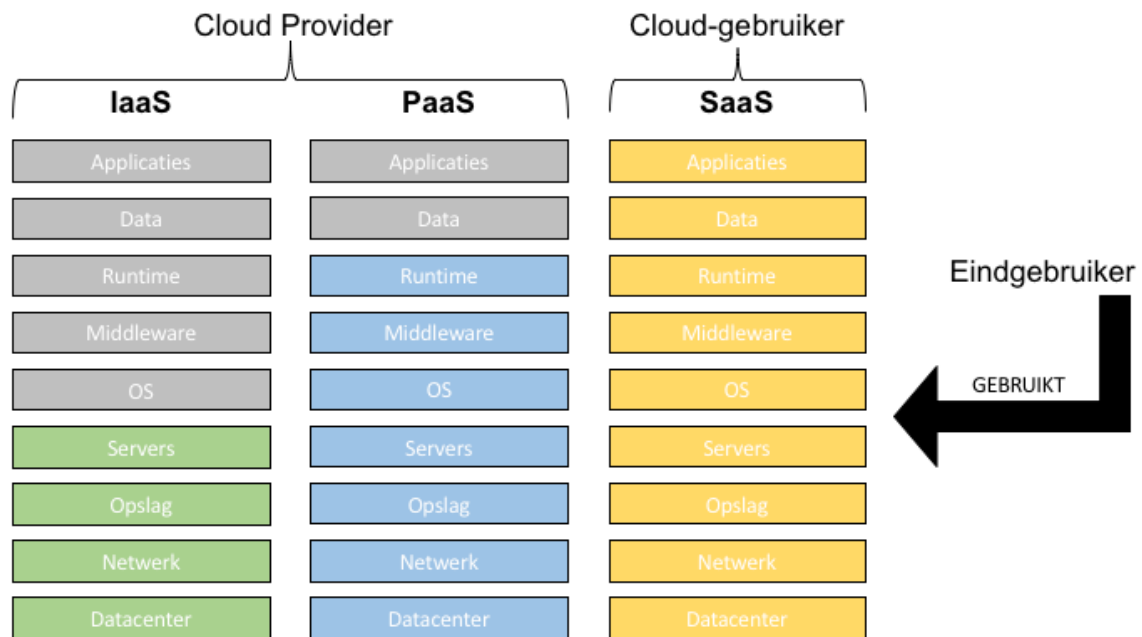 Cloud Provider
Cloud-gebruiker
IaaS
PaaS
SaaS
Applicaties
Applicaties
Applicaties
Data
Data
Data
Runtime
Runtime
Runtime
Eindgebruiker
Middleware
Middleware
Middleware
OS
OS
OS
GEBRUIKT
Servers
Servers
Servers
Opslag
Opslag
Opslag
Netwerk
Netwerk
Netwerk
Datacenter
Datacenter
Datacenter